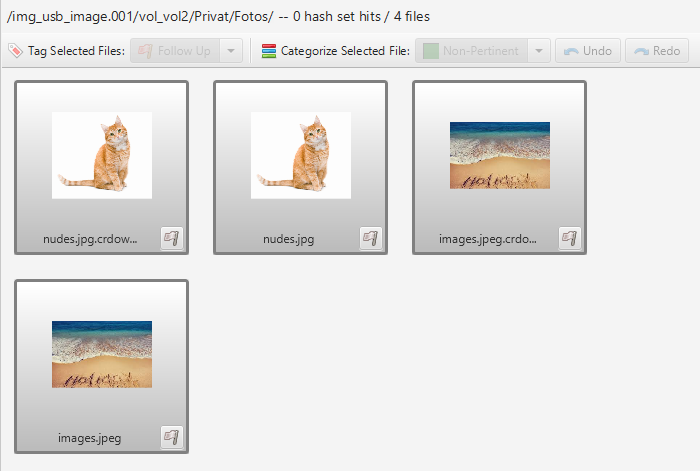 /img_usb_image.001/vol_vol2/Privat/Fotos/ -- 0 hash set hits / 4 files
Tag Selected Files: Follow Up Categorize Selected File: Non-Pertinent Undo Redo
nudes.jpg.crdow... nudes.jpg images.jpeg.crdo...
images.jpeg